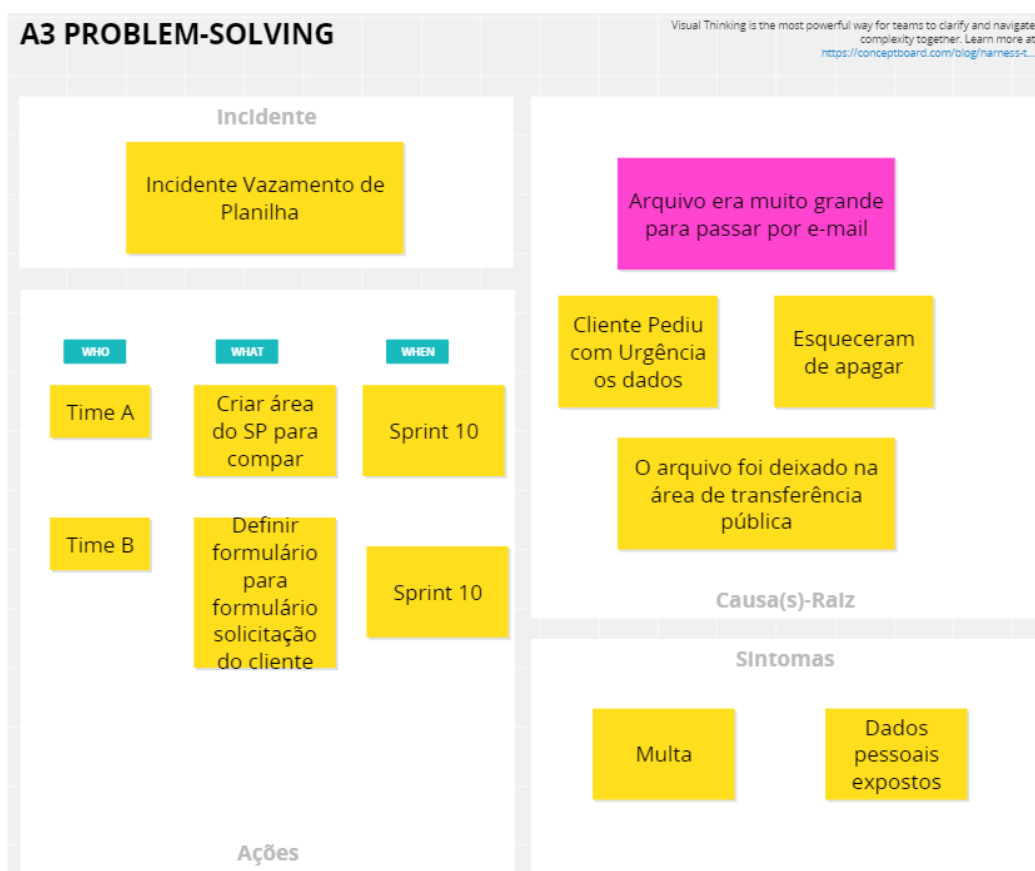 A3 PROBLEM-SOLVING
Visual Thinking is the most powerful way for teams to clarify and navigate
complexity together. Learn more at
https://conceptboard.com/blog/harness-t...
Incidente
Incidente Vazamento de
Planilha
WHO
WHAT
WHEN
Time A
Criar área
do SP para
compar
Sprint 10
Time B
Definir
formulário
para
formulário
solicitação
do cliente
Sprint 10
Ações
Arquivo era muito grande
para passar por e-mail
Cliente Pediu
com Urgência
os dados
Esqueceram
de apagar
O arquivo foi deixado na
área de transferência
pública
Causa(s)-Raiz
Sintomas
Multa
Dados
pessoais
expostos